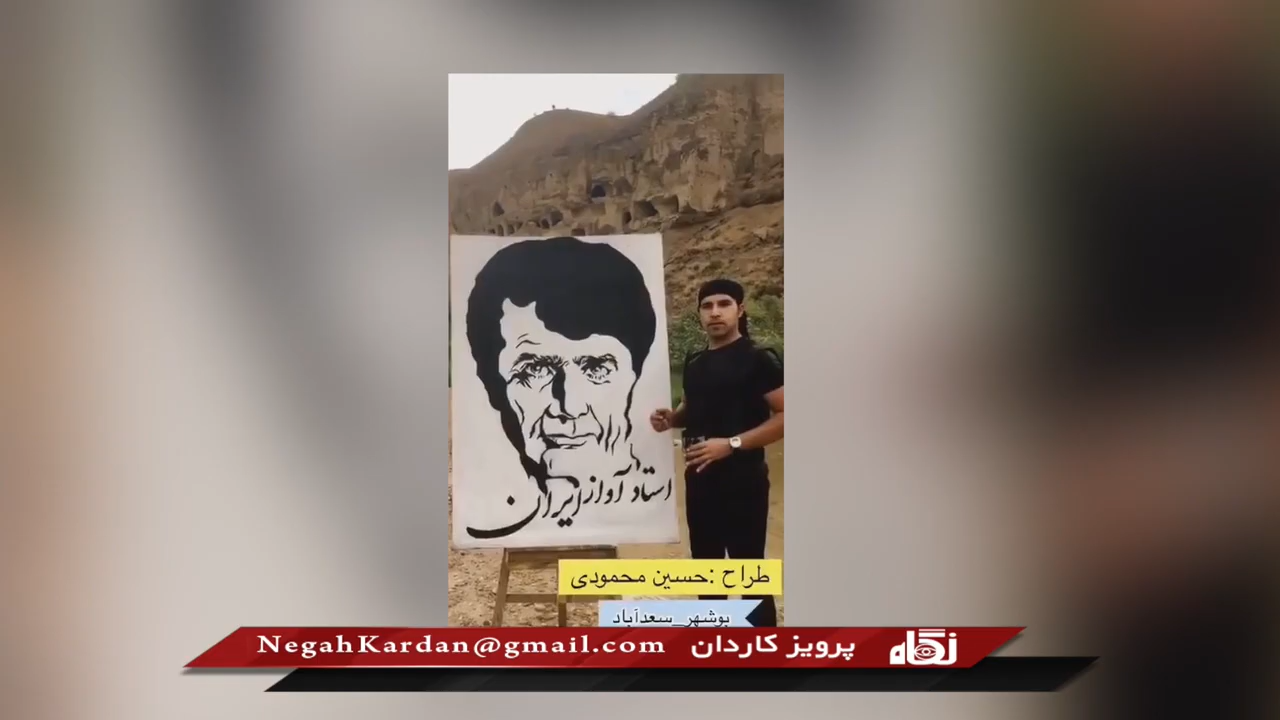 استاد آواز ایران
طراح :حسین محمودی
بوشهر_سعدآباد
NegahKardan@gmail.com پرویز کاردان نگاه